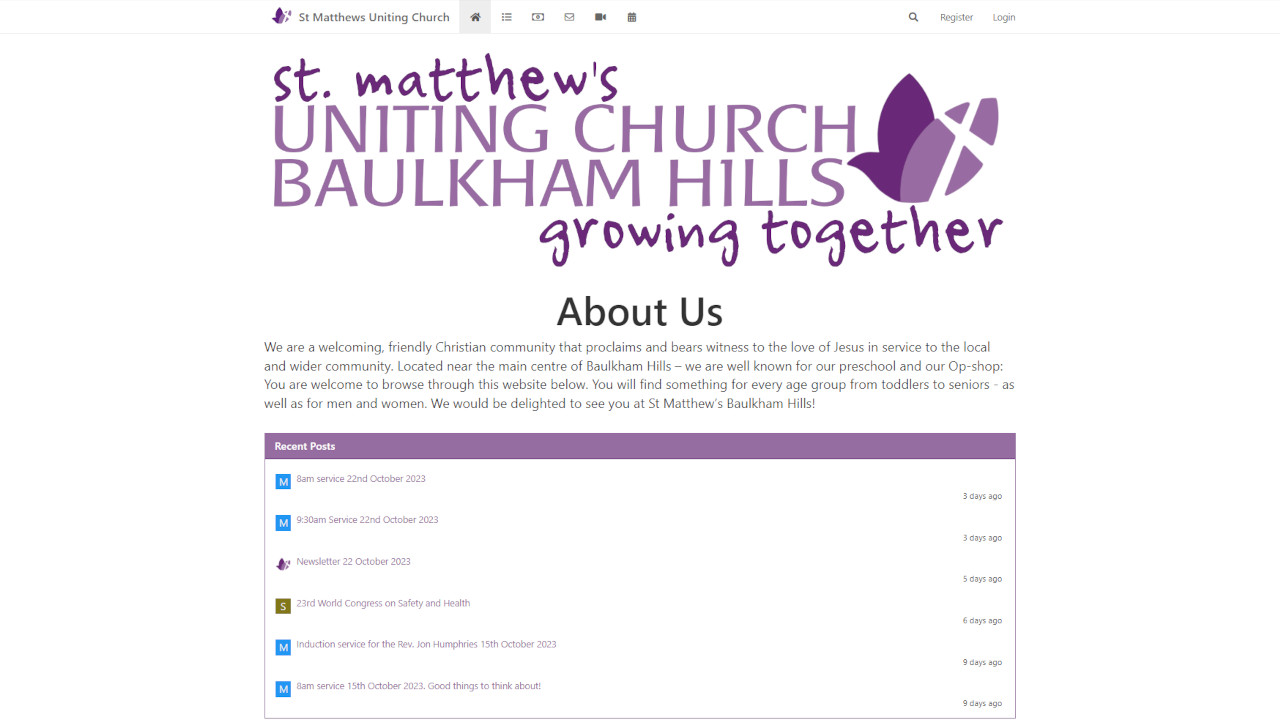 St Matthews Uniting Church Register Login
st. matthew's
UNITING CHURCH
BAULKHAM HILLS
growing together
About Us
We are a welcoming, friendly Christian community that proclaims and bears witness to the love of Jesus in service to the local
and wider community. Located near the main centre of Baulkham Hills – we are well known for our preschool and our Op-shop:
You are welcome to browse through this website below. You will find something for every age group from toddlers to seniors - as
well as for men and women. We would be delighted to see you at St Matthew's Baulkham Hills!
Recent Posts
M 8am service 22nd October 2023
3 days ago
M 9:30am Service 22nd October 2023
3 days ago
Newsletter 22 October 2023
5 days ago
S 23rd World Congress on Safety and Health
6 days ago
M Induction service for the Rev. Jon Humphries 15th October 2023
9 days ago
M 8am service 15th October 2023. Good things to think about!
9 days ago